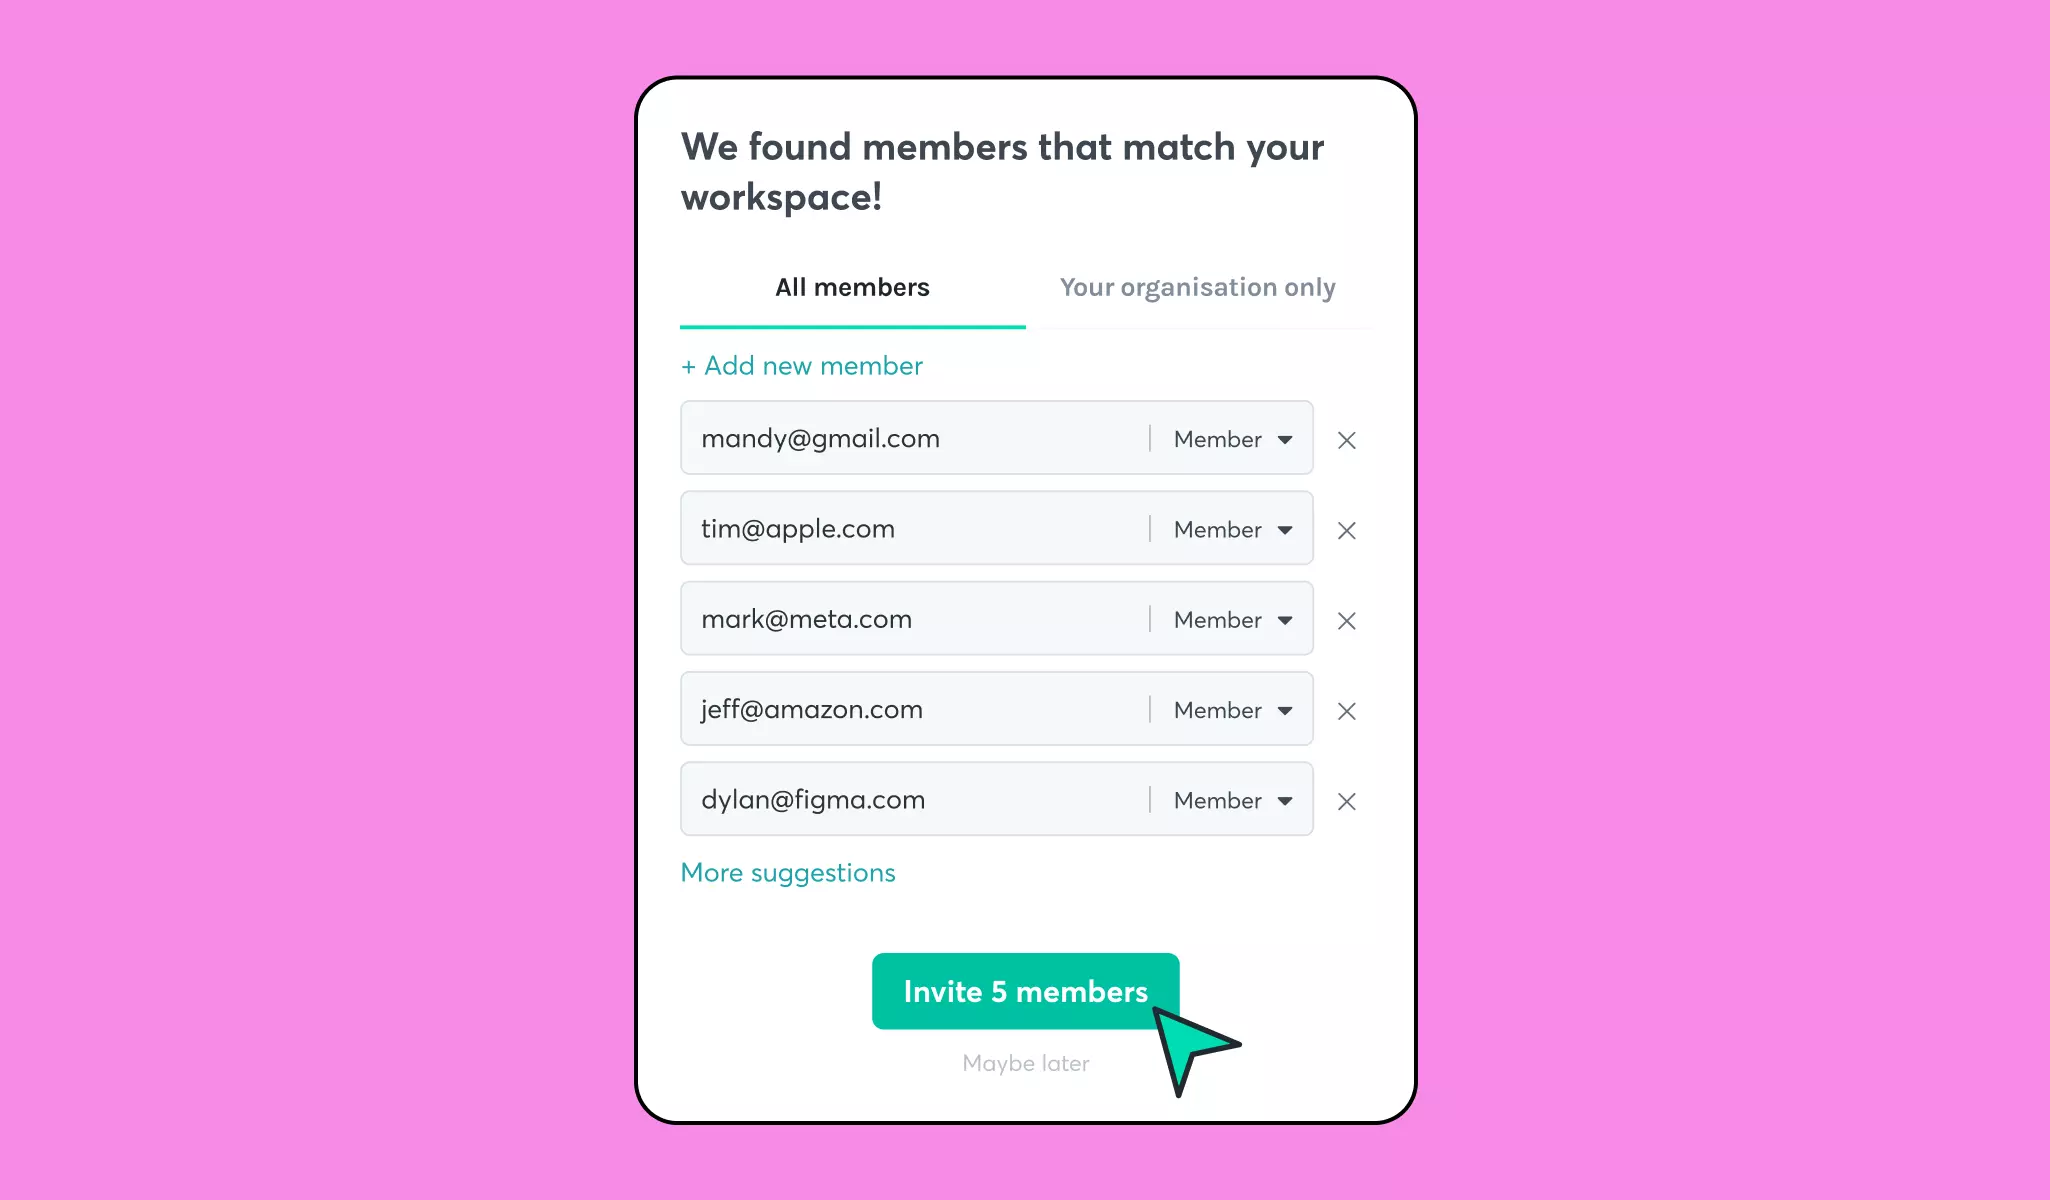 We found members that match your
workspace!
All members
Your organisation only
+ Add new member
mandy@gmail.com
Member
tim@apple.com
Member
mark@meta.com
Member
jeff@amazon.com
Member
dylan@figma.com
Member
More suggestions
Invite 5 members
Maybe later